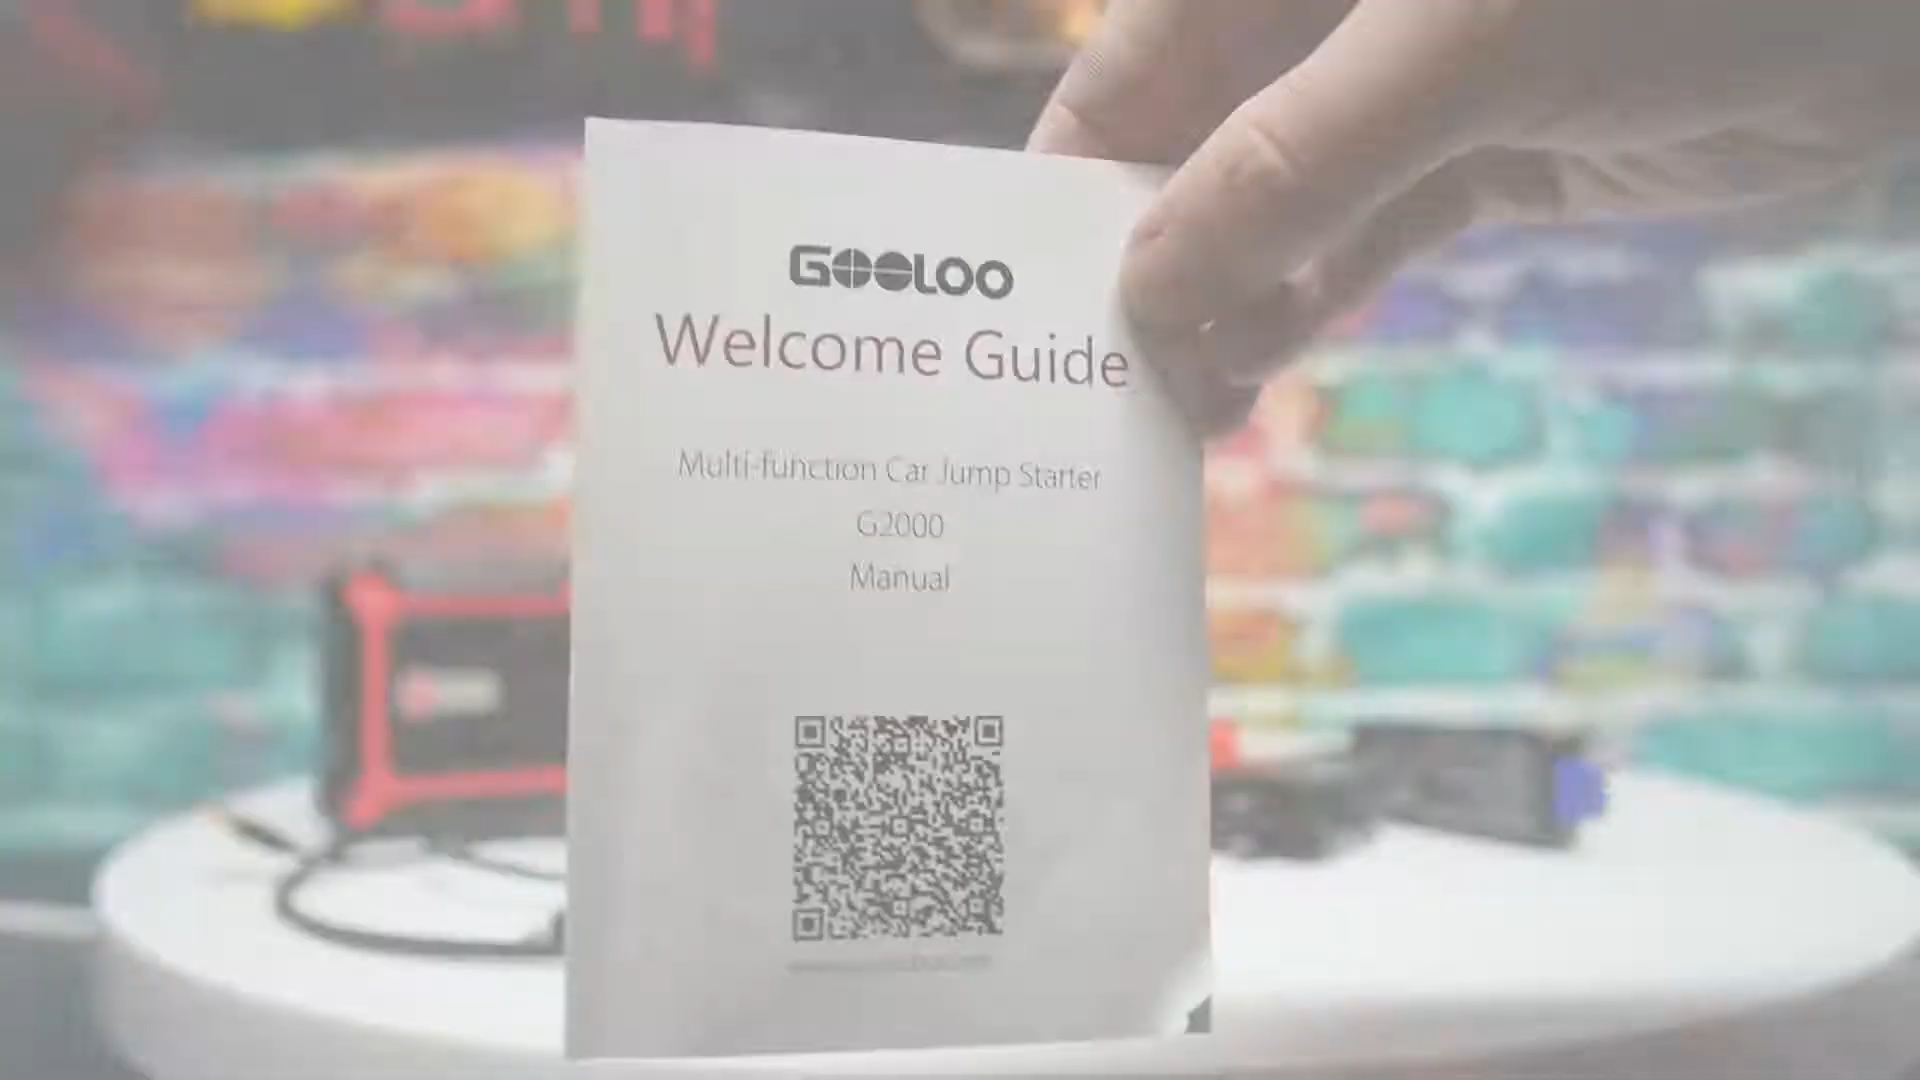 GOOLOO
Welcome Guide
Multi-function Car Jump Starter
G2000
Manual